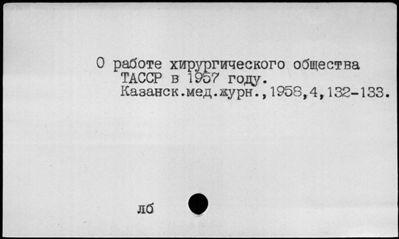 О работе хирургического общества
ТАССР в 1957 году.
Казанск.мед.журн.,1958,4,132-133.
лб